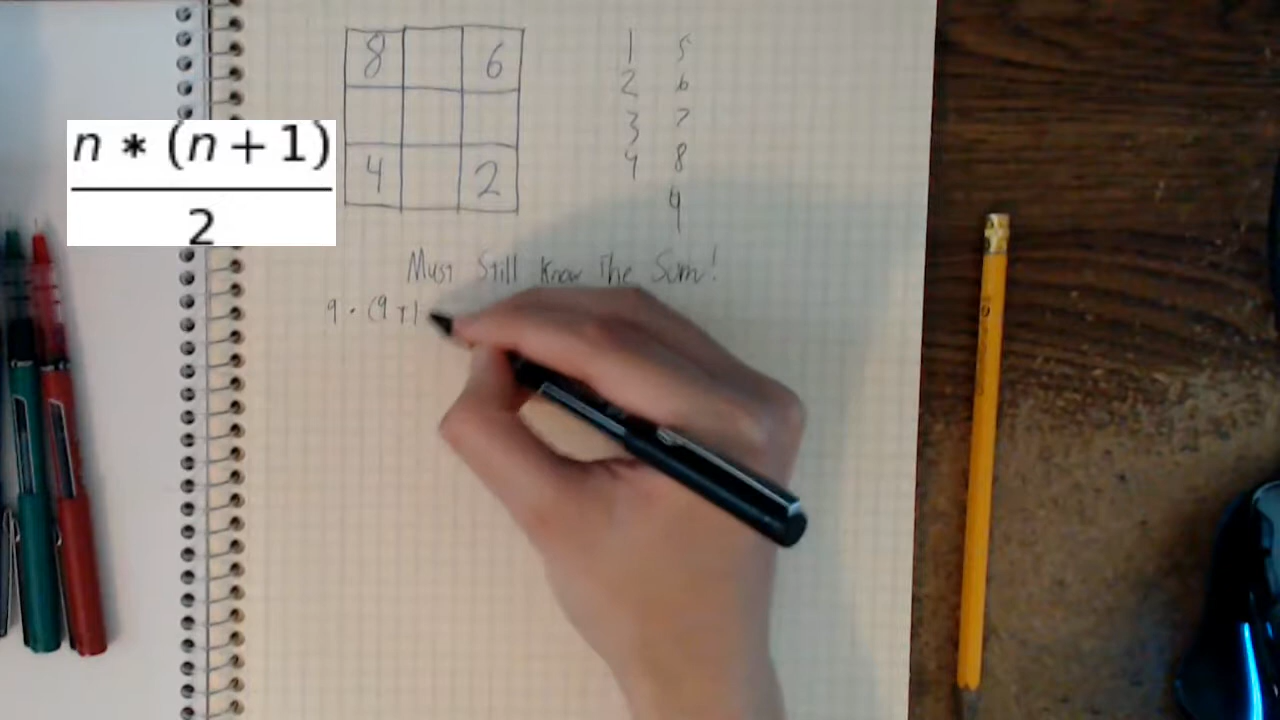 n * (n + 1)
2
8 6
4 2
1 5
2 6
3 7
4 8
9
Must Still Know The Sum!
9 · (9+1